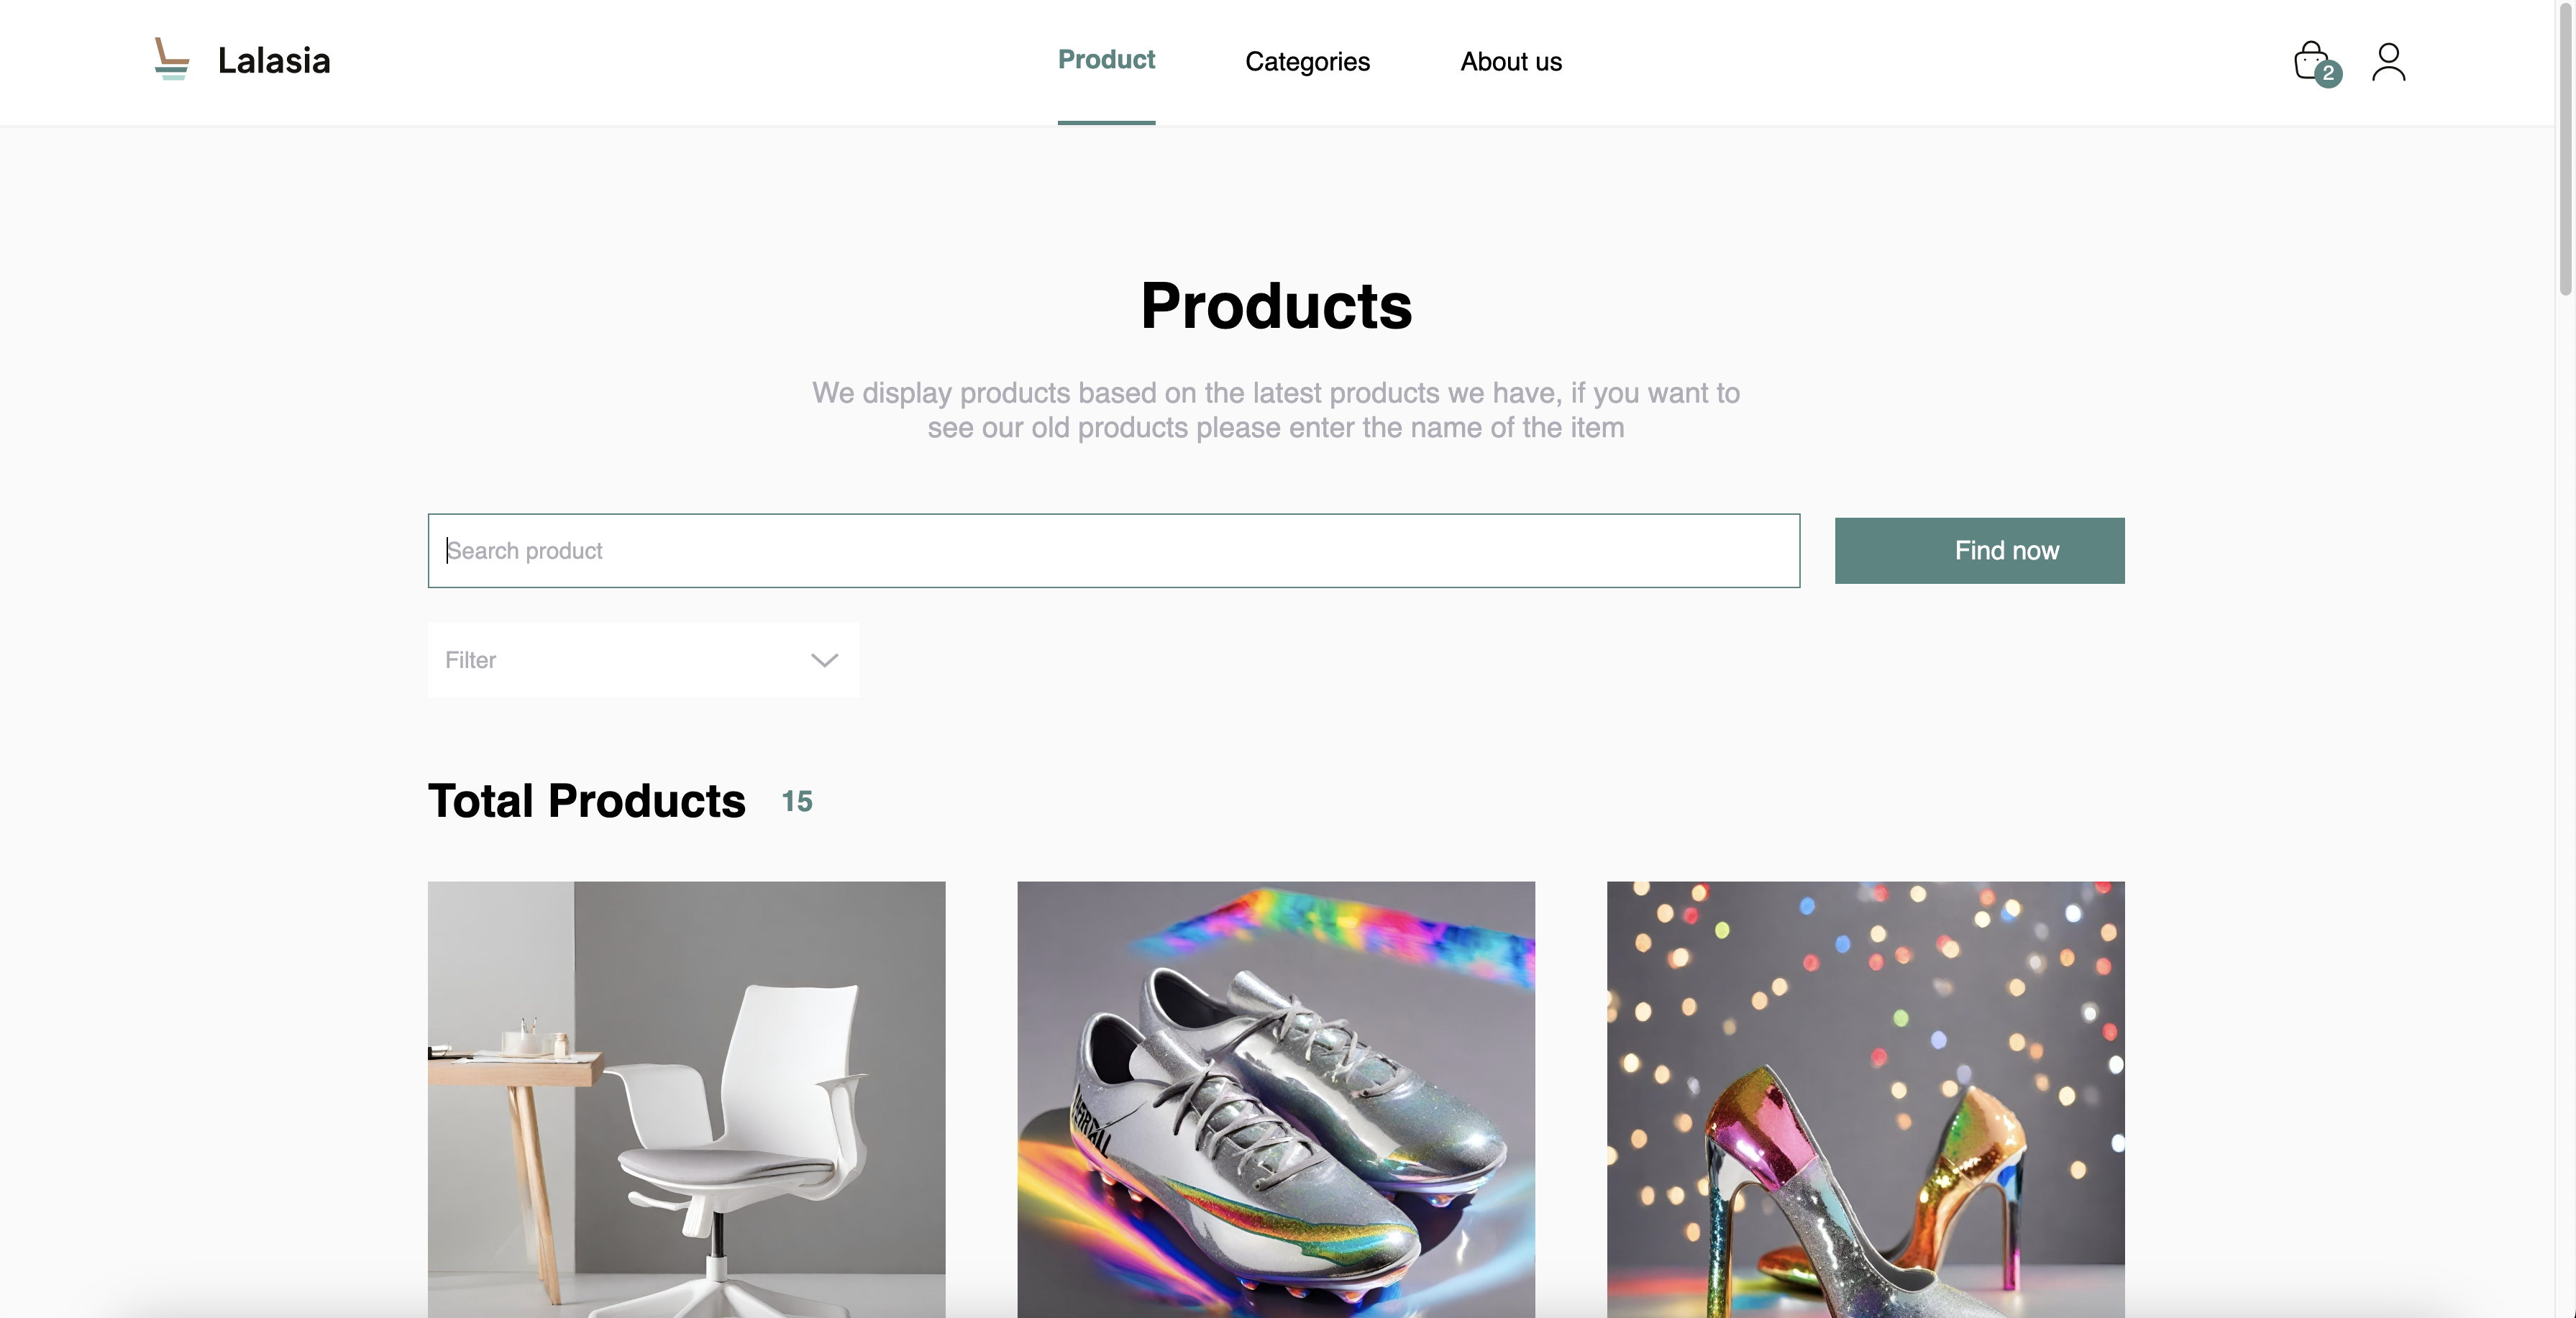 Lalasia
Product
Categories
About us
2
Products
We display products based on the latest products we have, if you want to
see our old products please enter the name of the item
Search product
Find now
Filter
Total Products 15